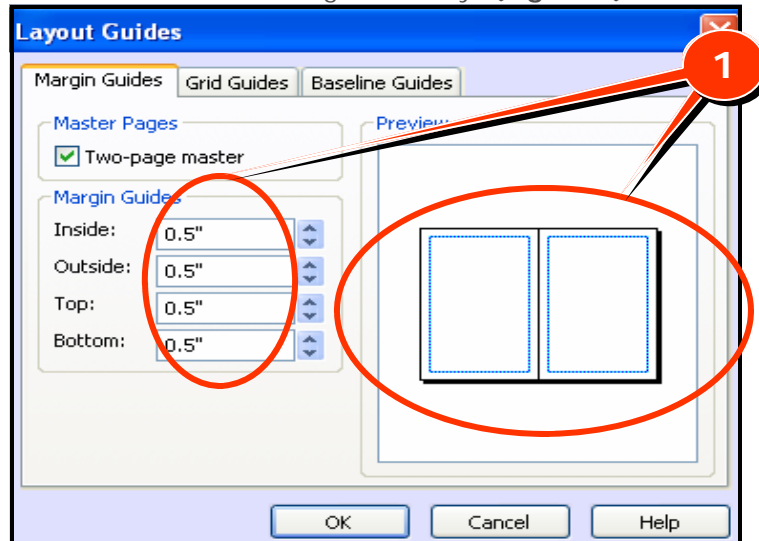 Layout Guides
1
Margin Guides Grid Guides Baseline Guides
Master Pages
Two-page master
Margin Guides
Inside: 0.5"
Outside: 0.5"
Top: 0.5"
Bottom: 0.5"
Preview
OK Cancel Help